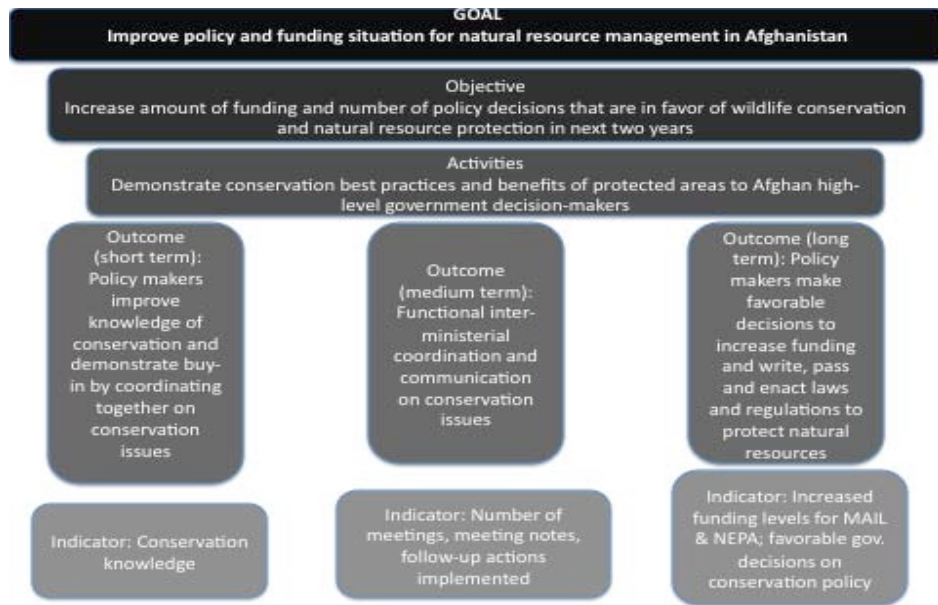 GOAL
Improve policy and funding situation for natural resource management in Afghanistan
Objective
Increase amount of funding and number of policy decisions that are in favor of wildlife conservation
and natural resource protection in next two years
Activities
Demonstrate conservation best practices and benefits of protected areas to Afghan high-
level government decision-makers
Outcome
(short term):
Policy makers
improve
knowledge of
conservation and
demonstrate buy-
in by coordinating
together on
conservation
issues
Outcome
(medium term):
Functional inter-
ministerial
coordination and
communication
on conservation
issues
Outcome (long
term): Policy
makers make
favorable
decisions to
increase funding
and write, pass
and enact laws
and regulations to
protect natural
resources
Indicator: Conservation
knowledge
Indicator: Number of
meetings, meeting notes,
follow-up actions
implemented
Indicator: Increased
funding levels for MAIL
& NEPA; favorable gov.
decisions on
conservation policy